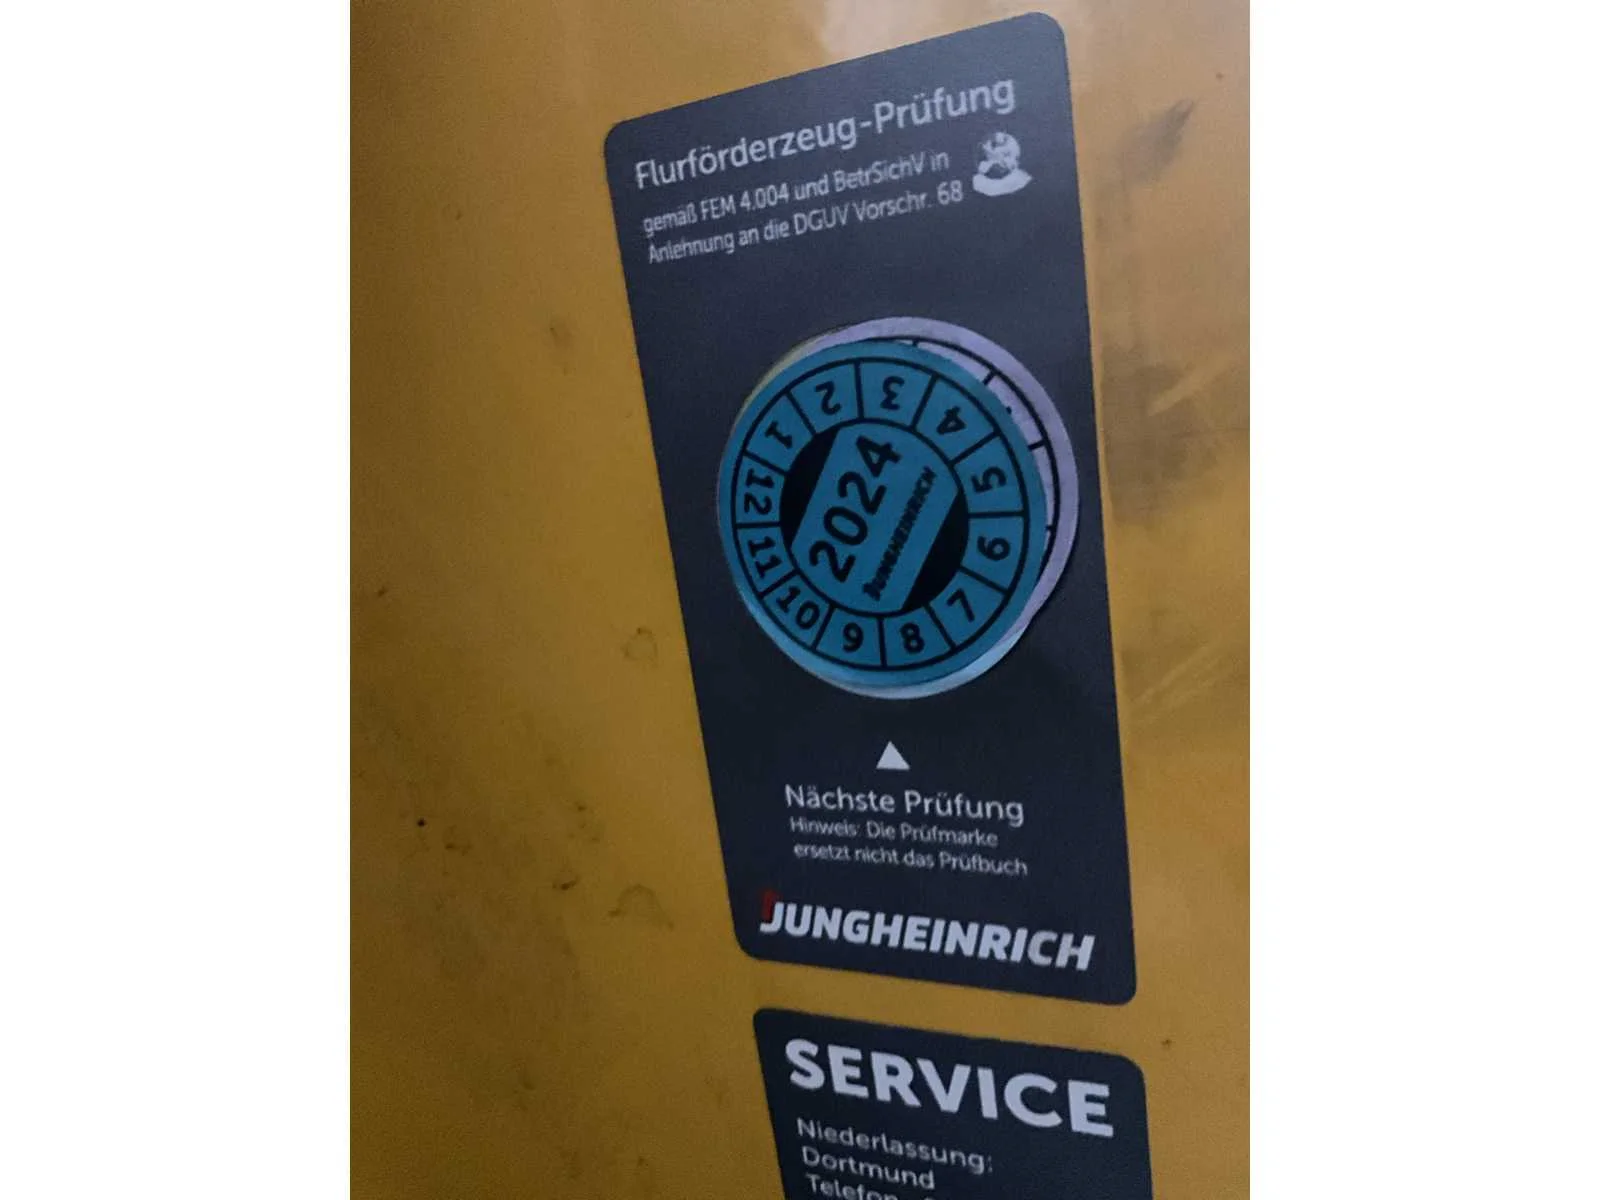 Flurförderzeug-Prüfung
gemäß FEM 4.004 und BetrSichV in
Anlehnung an die DGUV Vorschr. 68
1 2 3 4 5 6 7 8 9 10 11 12
2024
JUNGHEINRICH
Nächste Prüfung
Hinweis: Die Prüfmarke
ersetzt nicht das Prüfbuch
JUNGHEINRICH
SERVICE
Niederlassung:
Dortmund
Telefon